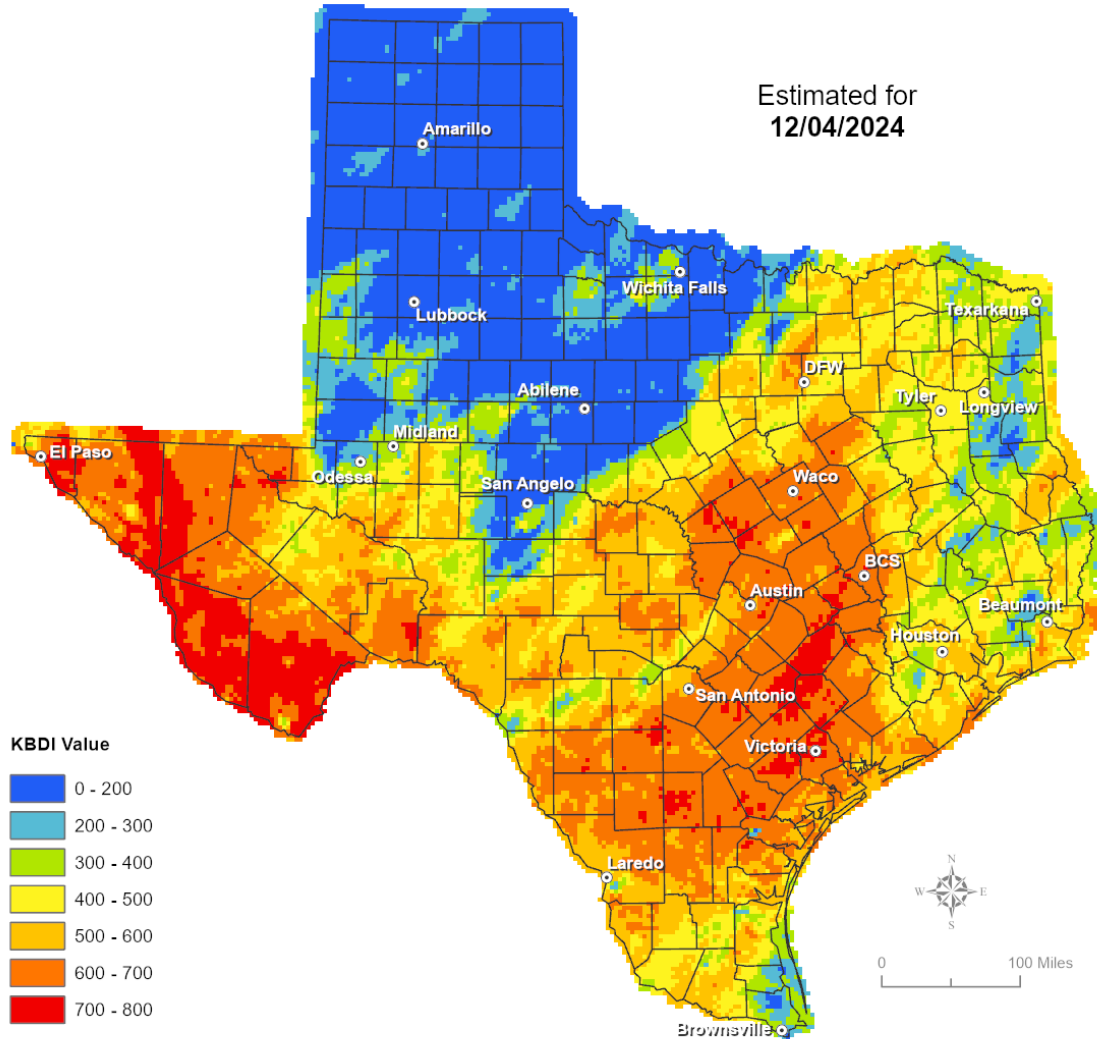 Estimated for
12/04/2024
Amarillo
Wichita Falls
Lubbock
Texarkana
DFW
Abilene
Tyler
Longview
Midland
El Paso
Odessa
San Angelo
Waco
BCS
Austin
Beaumont
Houston
San Antonio
Victoria
KBDI Value
0 - 200
200 - 300
300 - 400
400 - 500
500 - 600
600 - 700
700 - 800
Laredo
N
W
E
S
0
100 Miles
Brownsville